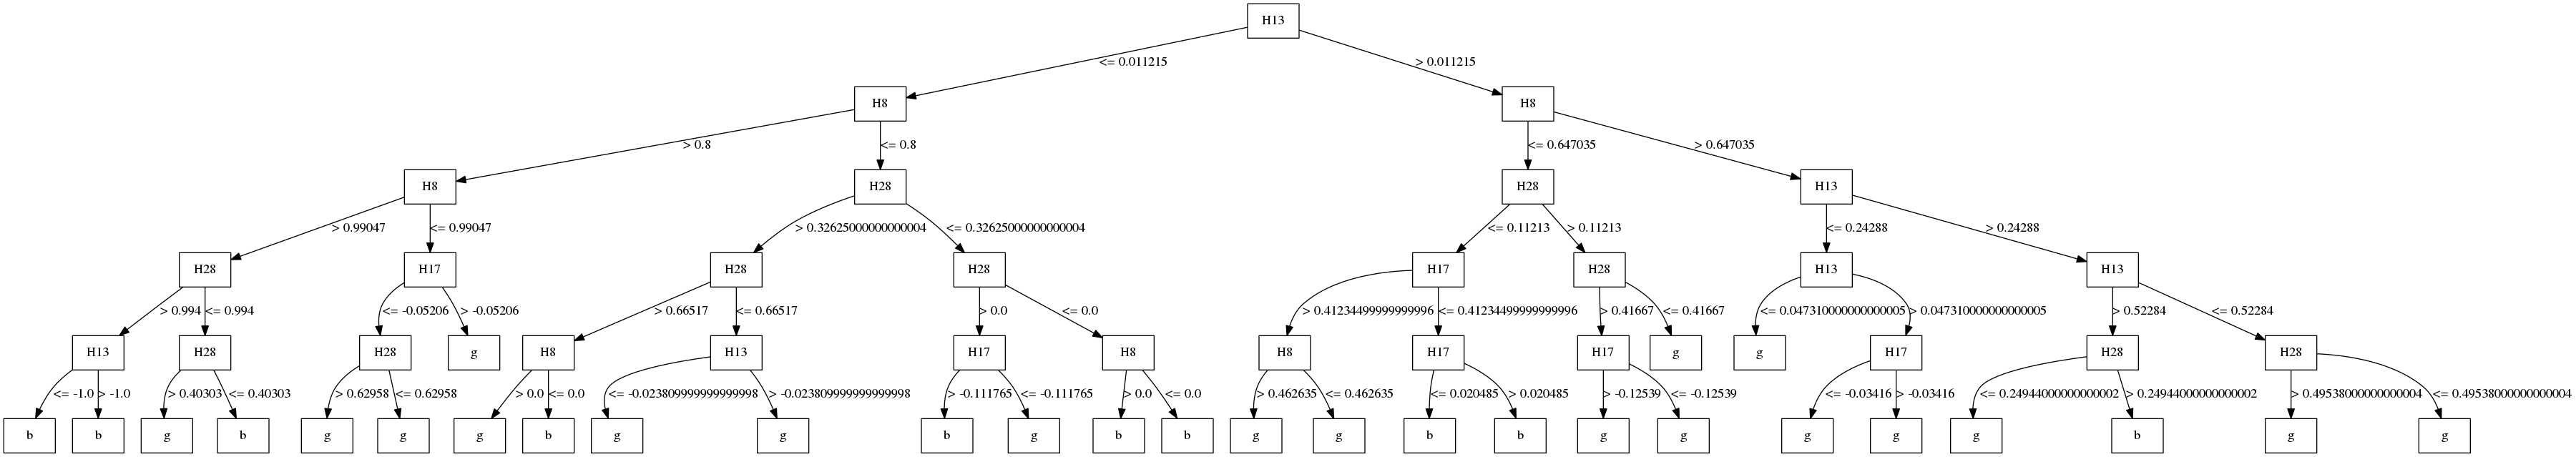 H13
<= 0.011215 > 0.011215
H8 H8
> 0.8 <= 0.8 <= 0.647035 > 0.647035
H8 H28 H28 H13
> 0.99047 <= 0.99047 > 0.32625000000000004 <= 0.32625000000000004 <= 0.11213 > 0.11213 <= 0.24288 > 0.24288
H28 H17 H28 H28 H17 H28 H13 H13
> 0.994 <= 0.994 <= -0.05206 > -0.05206 > 0.66517 <= 0.66517 > 0.0 <= 0.0 > 0.41234499999999996 <= 0.41234499999999996 > 0.41667 <= 0.41667 <= 0.047310000000000005 > 0.047310000000000005 > 0.52284 <= 0.52284
H13 H28 H28 g H8 H13 H17 H8 H8 H17 H17 g g H17 H28 H28
<= -1.0 > -1.0 > 0.40303 <= 0.40303 > 0.62958 <= 0.62958 > 0.0 <= 0.0 <= -0.023809999999999998 > -0.023809999999999998 > -0.111765 <= -0.111765 > 0.0 <= 0.0 > 0.462635 <= 0.462635 <= 0.020485 > 0.020485 > -0.12539 <= -0.12539 <= -0.03416 > -0.03416 <= 0.24944000000000002 > 0.24944000000000002 > 0.49538000000000004 <= 0.49538000000000004
b b g b g g g b g g b g b b g g b b g g g g g b g g